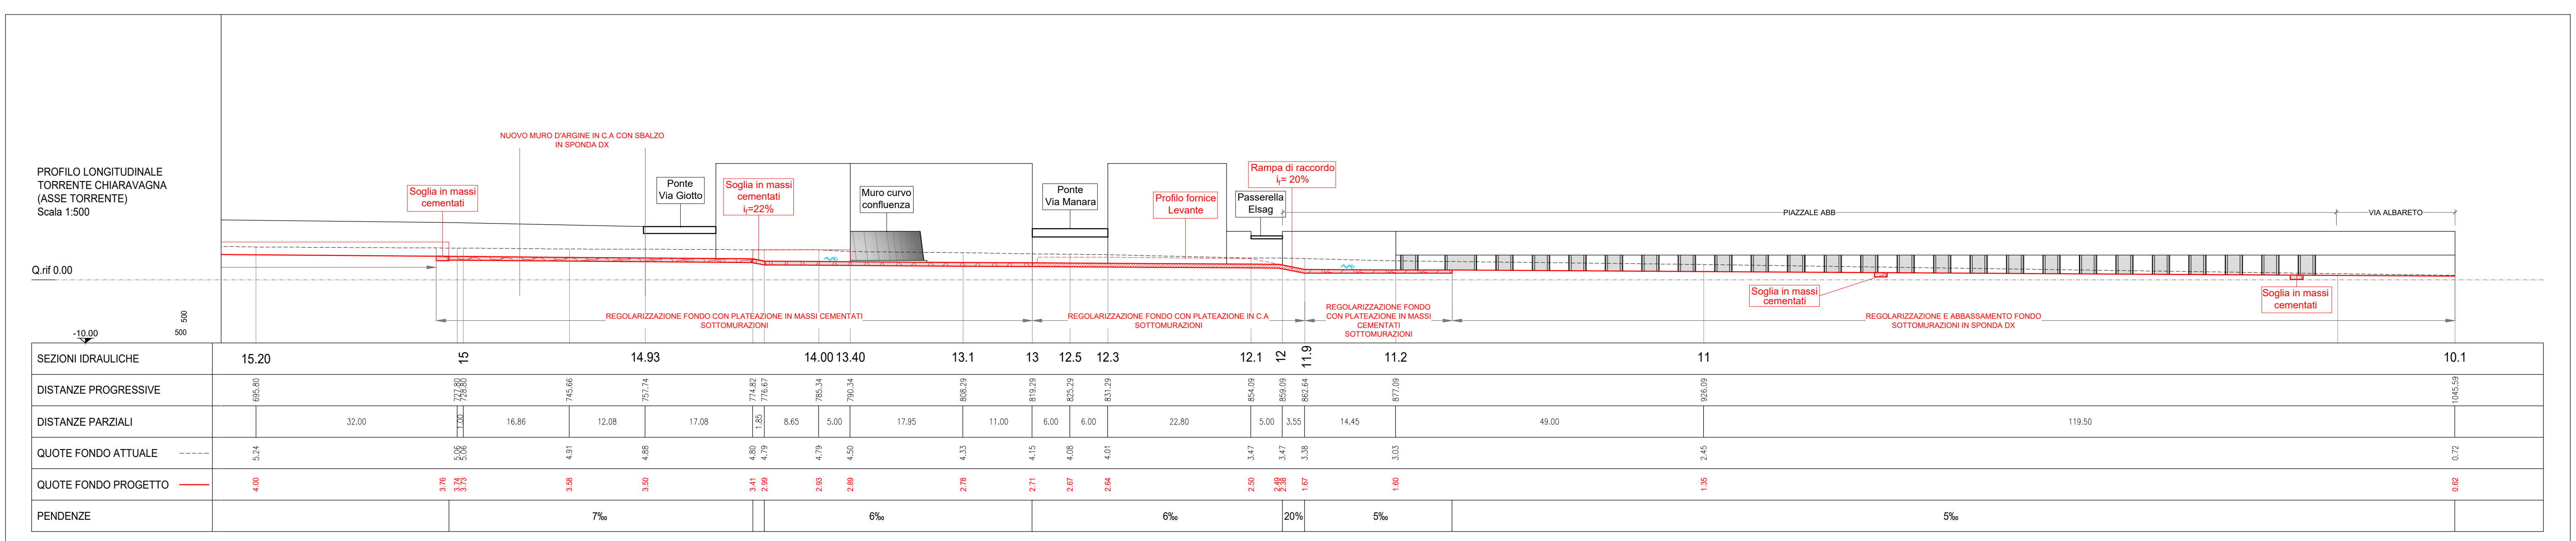 NUOVO MURO D'ARGINE IN C.A CON SBALZO
IN SPONDA DX
PROFILO LONGITUDINALE
TORRENTE CHIARAVAGNA
(ASSE TORRENTE)
Scala 1:500
Soglia in massi
cementati
Ponte
Via Giotto
Soglia in massi
cementati
if=22%
Muro curvo
confluenza
Ponte
Via Manara
Profilo fornice
Levante
Passerella
Elsag
Rampa di raccordo
if= 20%
PIAZZALE ABB
VIA ALBARETO
Q.rif 0.00
Soglia in massi
cementati
Soglia in massi
cementati
REGOLARIZZAZIONE FONDO CON PLATEAZIONE IN MASSI CEMENTATI
SOTTOMURAZIONI
REGOLARIZZAZIONE FONDO CON PLATEAZIONE IN C.A
SOTTOMURAZIONI
REGOLARIZZAZIONE FONDO
CON PLATEAZIONE IN MASSI
CEMENTATI
SOTTOMURAZIONI
REGOLARIZZAZIONE E ABBASSAMENTO FONDO
SOTTOMURAZIONI IN SPONDA DX
500
500
-10.00
SEZIONI IDRAULICHE 15.20 15 14.93 14.00 13.40 13.1 13 12.5 12.3 12.1 12 11.9 11.2 11 10.1
DISTANZE PROGRESSIVE 695.80 727.80 728.80 745.66 757.74 774.82 776.67 785.34 790.34 808.29 819.29 825.29 831.29 854.09 859.09 862.64 877.09 926.09 1045.59
DISTANZE PARZIALI 32.00 1.00 16.86 12.08 17.08 1.85 8.65 5.00 17.95 11.00 6.00 6.00 22.80 5.00 3.55 14.45 49.00 119.50
QUOTE FONDO ATTUALE 5.24 5.06 5.06 4.91 4.88 4.80 4.79 4.79 4.50 4.33 4.15 4.08 4.01 3.47 3.47 3.38 3.03 2.45 0.72
QUOTE FONDO PROGETTO 4.00 3.76 3.74 3.73 3.58 3.50 3.41 2.99 2.93 2.89 2.78 2.71 2.67 2.64 2.50 2.49 2.38 1.67 1.60 1.35 0.62
PENDENZE 7‰ 6‰ 6‰ 20% 5‰ 5‰